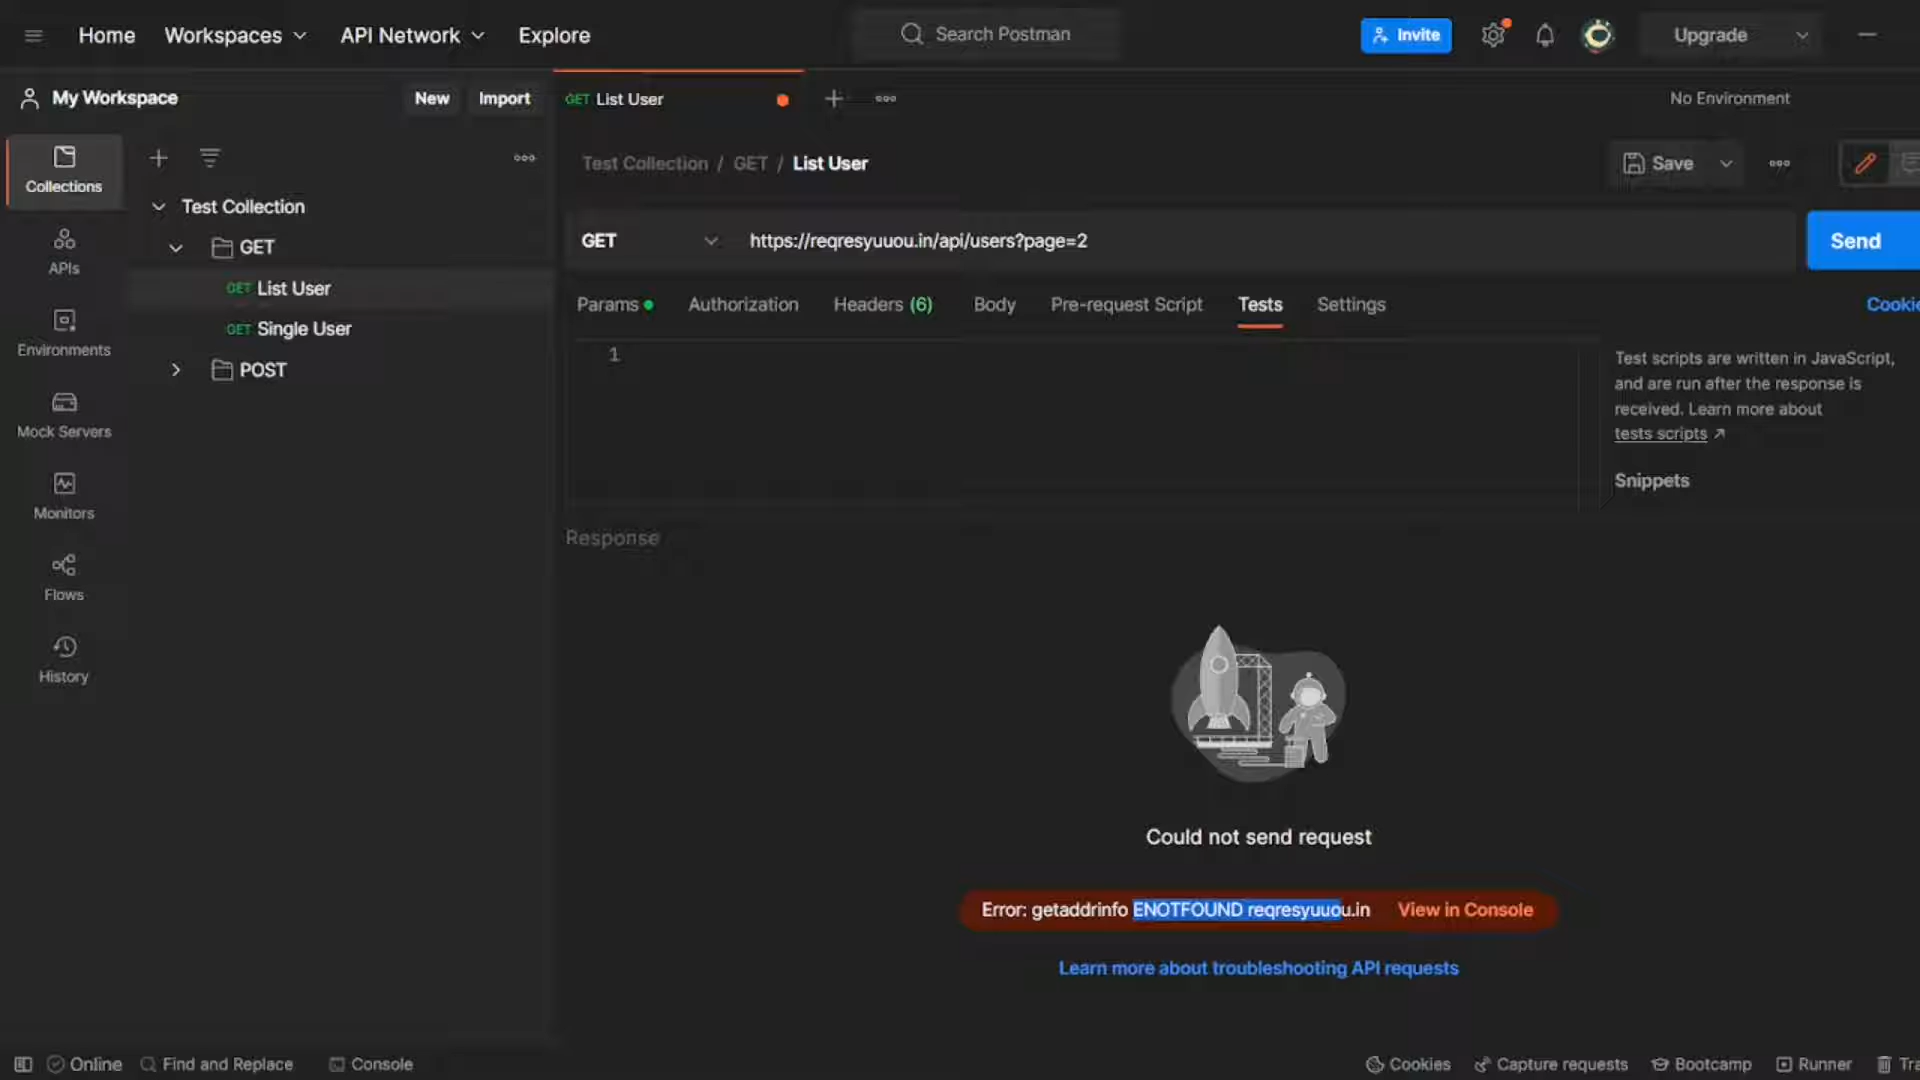 Home Workspaces API Network Explore Search Postman Invite Upgrade
My Workspace New Import GET List User No Environment
Collections
Test Collection / GET / List User Save
Test Collection
GET
GET List User
GET Single User
POST
APIs
Environments
Mock Servers
Monitors
Flows
History
GET https://reqresyuuou.in/api/users?page=2 Send
Params Authorization Headers (6) Body Pre-request Script Tests Settings Cookie
1
Test scripts are written in JavaScript,
and are run after the response is
received. Learn more about
tests scripts
Snippets
Response
Could not send request
Error: getaddrinfo ENOTFOUND reqresyuuou.in View in Console
Learn more about troubleshooting API requests
Online Find and Replace Console Cookies Capture requests Bootcamp Runner Tra